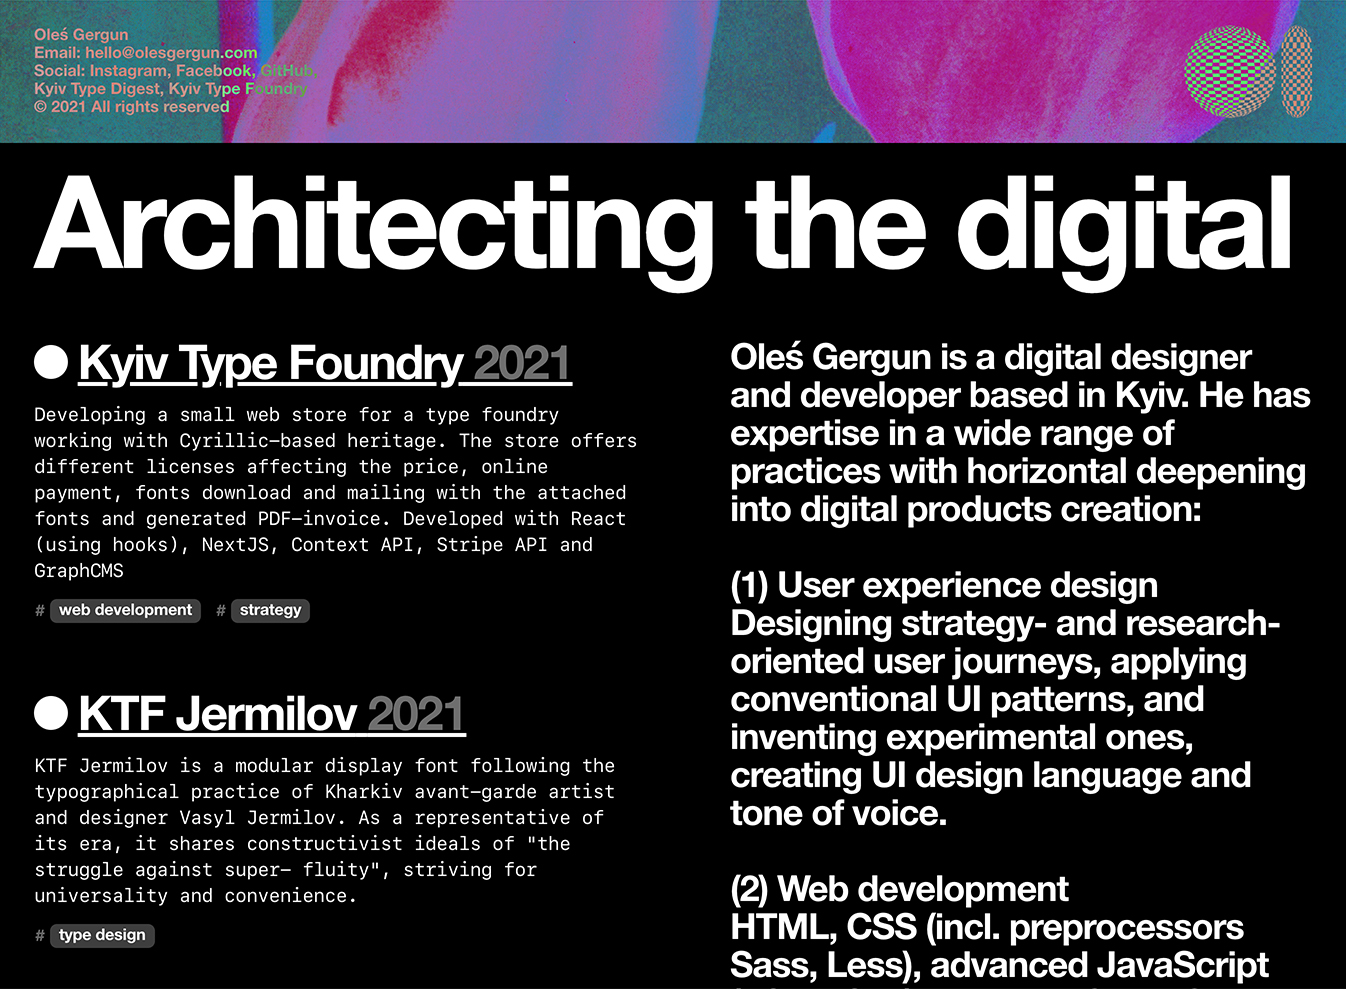 Oleś Gergun
Email: hello@olesgergun.com
Social: Instagram, Facebook, GitHub,
Kyiv Type Digest, Kyiv Type Foundry
© 2021 All rights reserved
Architecting the digital
Kyiv Type Foundry 2021
Developing a small web store for a type foundry
working with Cyrillic–based heritage. The store offers
different licenses affecting the price, online
payment, fonts download and mailing with the attached
fonts and generated PDF–invoice. Developed with React
(using hooks), NextJS, Context API, Stripe API and
GraphCMS
# web development # strategy
KTF Jermilov 2021
KTF Jermilov is a modular display font following the
typographical practice of Kharkiv avant–garde artist
and designer Vasyl Jermilov. As a representative of
its era, it shares constructivist ideals of "the
struggle against super– fluity", striving for
universality and convenience.
# type design
Oleś Gergun is a digital designer
and developer based in Kyiv. He has
expertise in a wide range of
practices with horizontal deepening
into digital products creation:
(1) User experience design
Designing strategy- and research-
oriented user journeys, applying
conventional UI patterns, and
inventing experimental ones,
creating UI design language and
tone of voice.
(2) Web development
HTML, CSS (incl. preprocessors
Sass, Less), advanced JavaScript